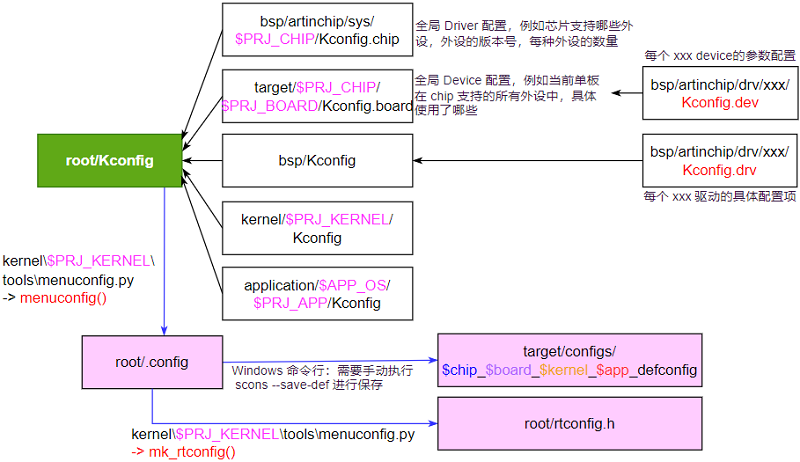 bsp/artinchip/sys/
$PRJ_CHIP/Kconfig.chip
全局 Driver 配置，例如芯片支持哪些外
设，外设的版本号，每种外设的数量
target/$PRJ_CHIP/
$PRJ_BOARD/Kconfig.board
全局 Device 配置，例如当前单板
在 chip 支持的所有外设中，具体
使用了哪些
每个 xxx device的参数配置
bsp/artinchip/drv/xxx/
Kconfig.dev
root/Kconfig
bsp/Kconfig
bsp/artinchip/drv/xxx/
Kconfig.drv
每个 xxx 驱动的具体配置项
kernel/$PRJ_KERNEL/
Kconfig
kernel\$PRJ_KERNEL\
tools\menuconfig.py
-> menuconfig()
application/$APP_OS/
$PRJ_APP/Kconfig
root/.config
Windows 命令行：需要手动执行
scons --save-def 进行保存
target/configs/
$chip_$board_$kernel_$app_defconfig
kernel\$PRJ_KERNEL\tools\menuconfig.py
-> mk_rtconfig()
root/rtconfig.h